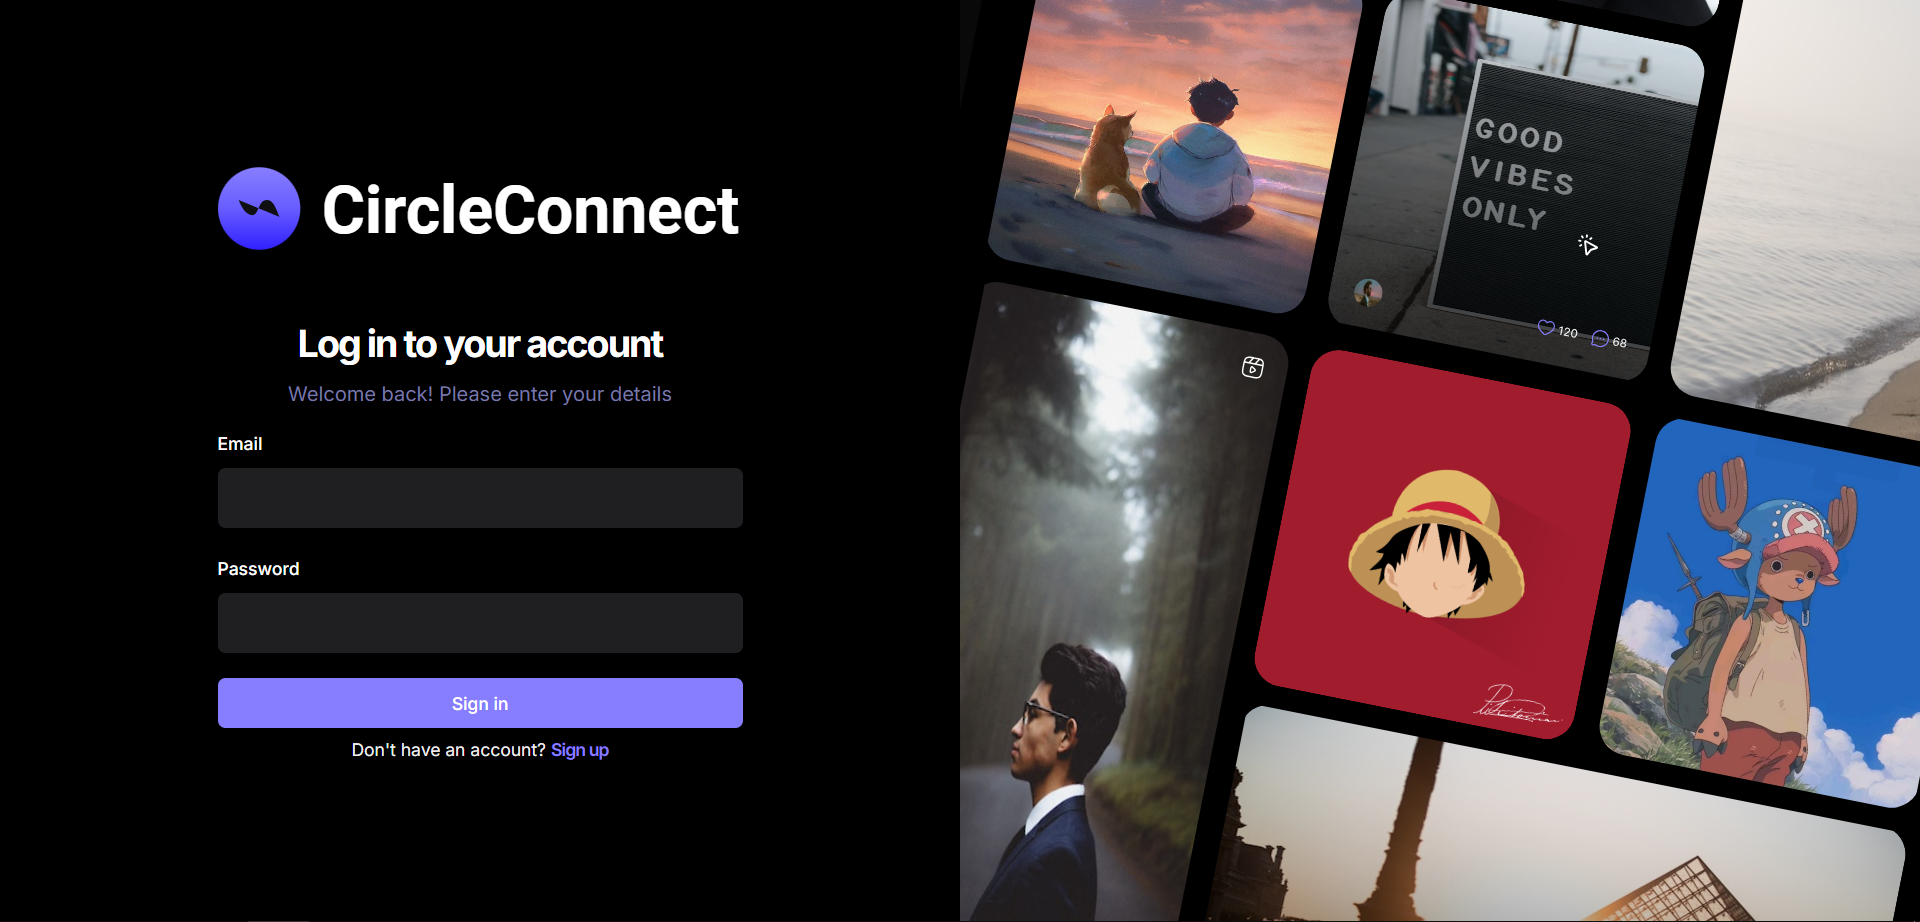 CircleConnect
Log in to your account
Welcome back! Please enter your details
Email
Password
Sign in
Don't have an account? Sign up
GOOD
VIBES
ONLY
120
68